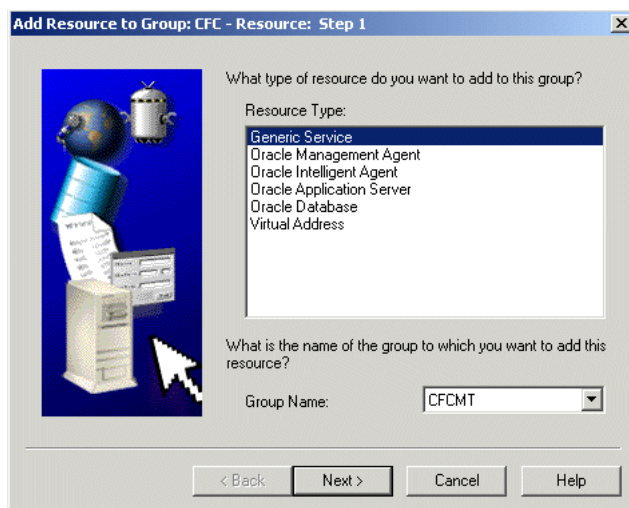 Add Resource to Group: CFC - Resource: Step 1
What type of resource do you want to add to this group?
Resource Type:
Generic Service
Oracle Management Agent
Oracle Intelligent Agent
Oracle Application Server
Oracle Database
Virtual Address
What is the name of the group to which you want to add this
resource?
Group Name:
CFCMT
< Back
Next >
Cancel
Help